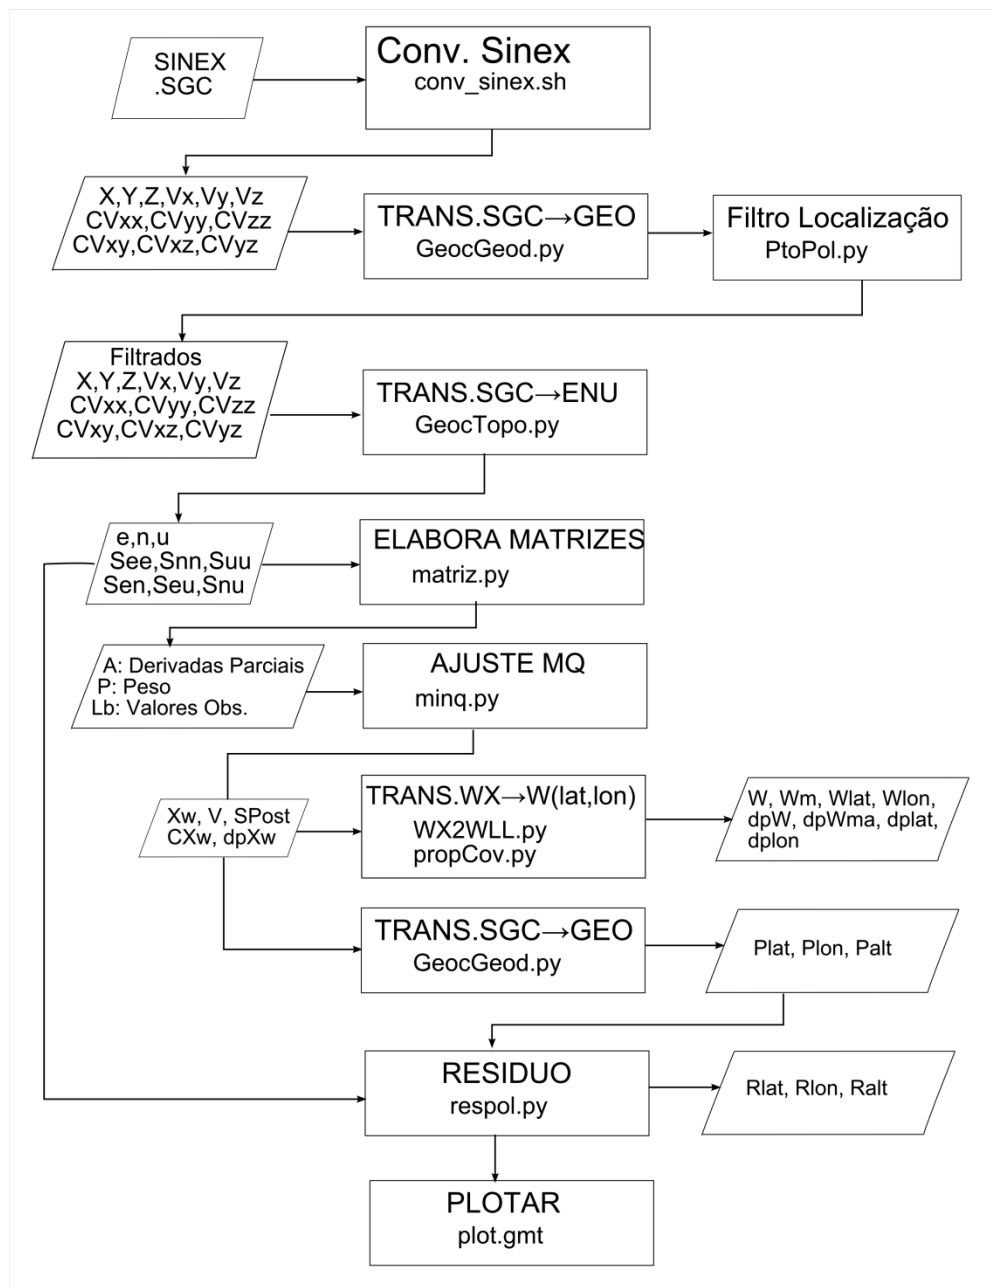 SINEX
.SGC
Conv. Sinex
conv_sinex.sh
X,Y,Z,Vx,Vy,Vz
CVxx,CVyy,CVzz
CVxy,CVxz,CVyz
TRANS.SGC→GEO
GeocGeod.py
Filtro Localização
PtoPol.py
Filtrados
X,Y,Z,Vx,Vy,Vz
CVxx,CVyy,CVzz
CVxy,CVxz,CVyz
TRANS.SGC→ENU
GeocTopo.py
e,n,u
See,Snn,Suu
Sen,Seu,Snu
ELABORA MATRIZES
matriz.py
A: Derivadas Parciais
P: Peso
Lb: Valores Obs.
AJUSTE MQ
minq.py
Xw, V, SPost
CXw, dpXw
TRANS.WX→W(lat,lon)
WX2WLL.py
propCov.py
W, Wm, Wlat, Wlon,
dpW, dpWma, dplat,
dplon
TRANS.SGC→GEO
GeocGeod.py
Plat, Plon, Palt
RESIDUO
respol.py
Rlat, Rlon, Ralt
PLOTAR
plot.gmt